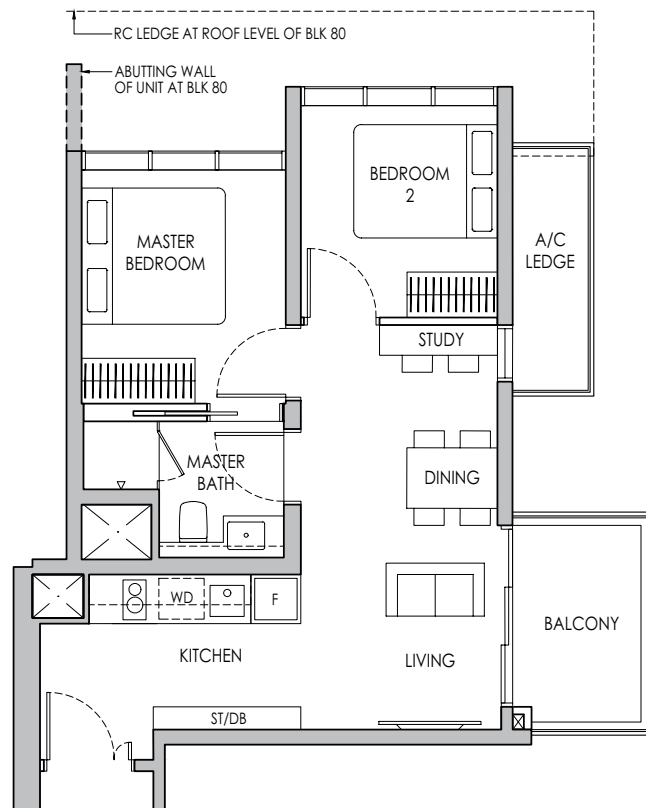 RC LEDGE AT ROOF LEVEL OF BLK 80
ABUTTING WALL
OF UNIT AT BLK 80
BEDROOM
2
MASTER
BEDROOM
A/C
LEDGE
STUDY
MASTER
BATH
DINING
WD
F
BALCONY
KITCHEN
LIVING
ST/DB